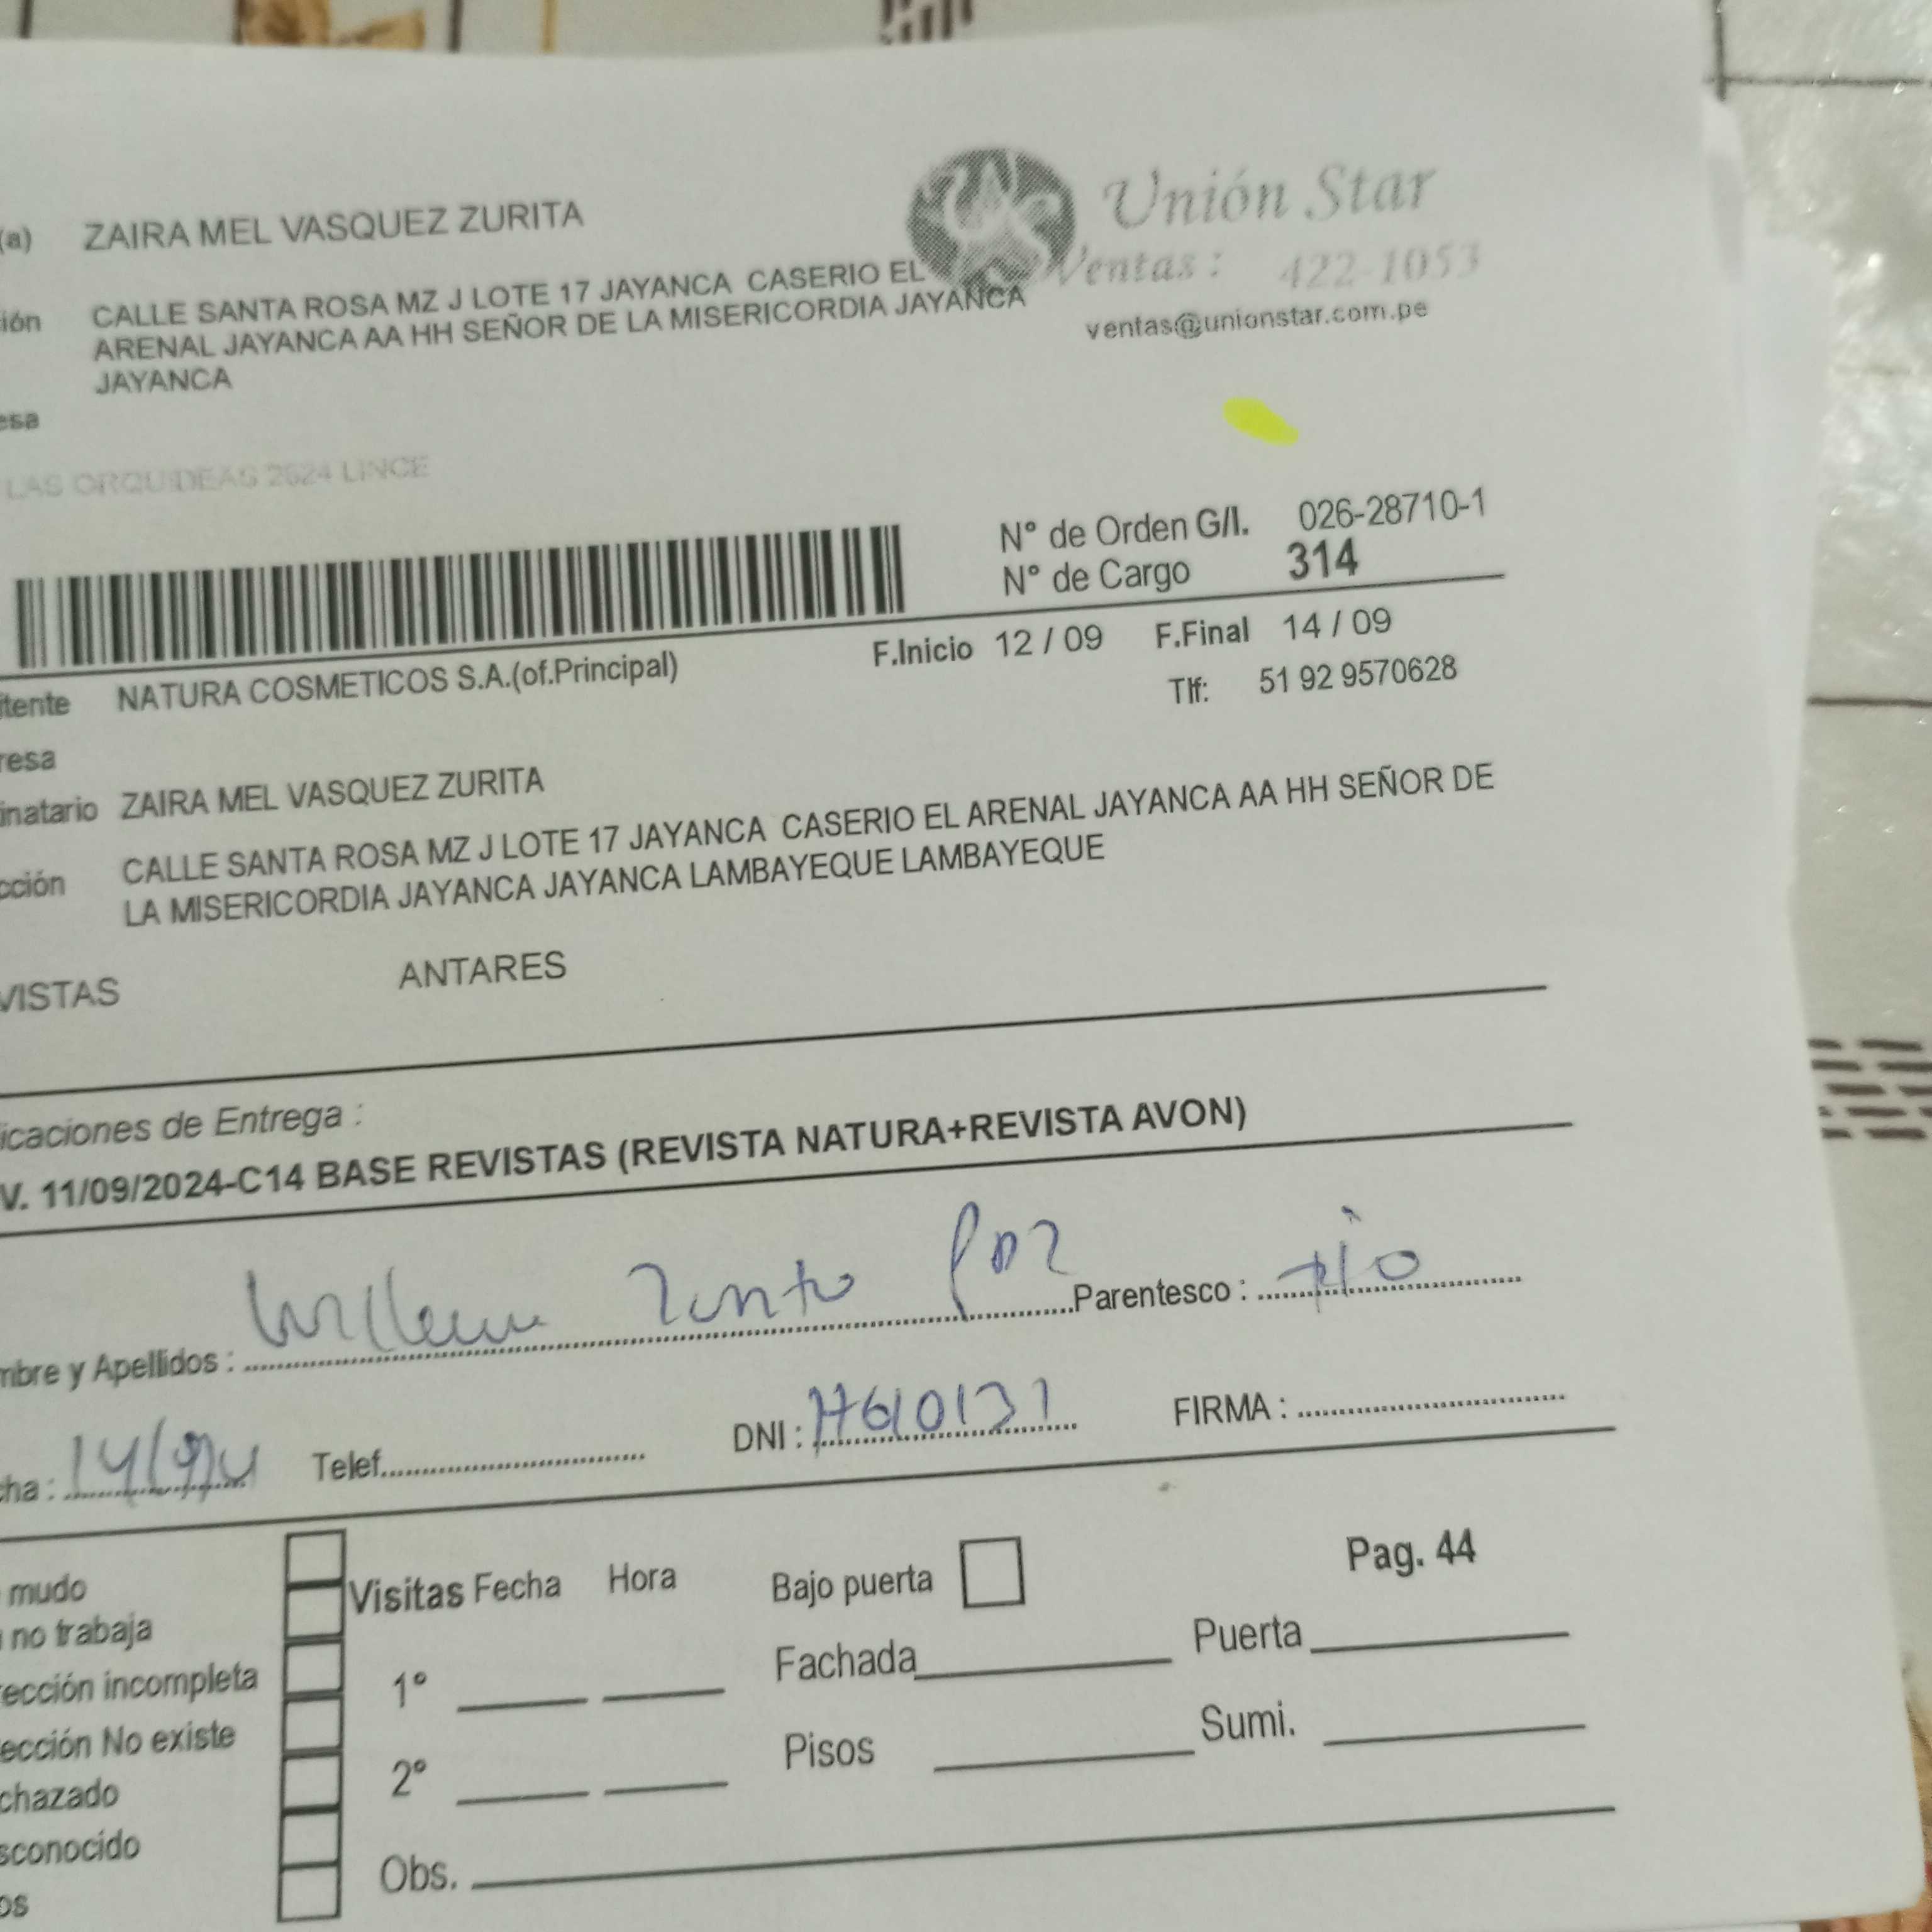 (a) ZAIRA MEL VASQUEZ ZURITA
Unión Star
Ventas : 422-1053
ventas@unionstar.com.pe
ión CALLE SANTA ROSA MZ J LOTE 17 JAYANCA CASERIO EL
ARENAL JAYANCA AA HH SEÑOR DE LA MISERICORDIA JAYANCA
JAYANCA
esa
LAS ORQUIDEAS 2624 LINCE
N° de Orden G/I. 026-28710-1
N° de Cargo 314
F.Inicio 12 / 09 F.Final 14 / 09
itente NATURA COSMETICOS S.A.(of.Principal)
Tlf: 51 92 9570628
resa
inatario ZAIRA MEL VASQUEZ ZURITA
cción CALLE SANTA ROSA MZ J LOTE 17 JAYANCA CASERIO EL ARENAL JAYANCA AA HH SEÑOR DE
LA MISERICORDIA JAYANCA JAYANCA LAMBAYEQUE LAMBAYEQUE
VISTAS ANTARES
icaciones de Entrega :
V. 11/09/2024-C14 BASE REVISTAS (REVISTA NATURA+REVISTA AVON)
mbre y Apellidos : Parentesco : tio
cha : Telef. DNI : FIRMA :
mudo
no trabaja
rección incompleta
ección No existe
chazado
sconocido
os
Visitas Fecha Hora
1°
2°
Bajo puerta
Pag. 44
Fachada Puerta
Pisos Sumi.
Obs.